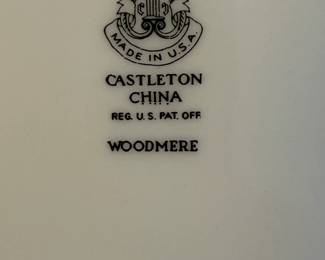 MADE IN U.S.A.
CASTLETON
CHINA
REG. U.S. PAT. OFF.
WOODMERE